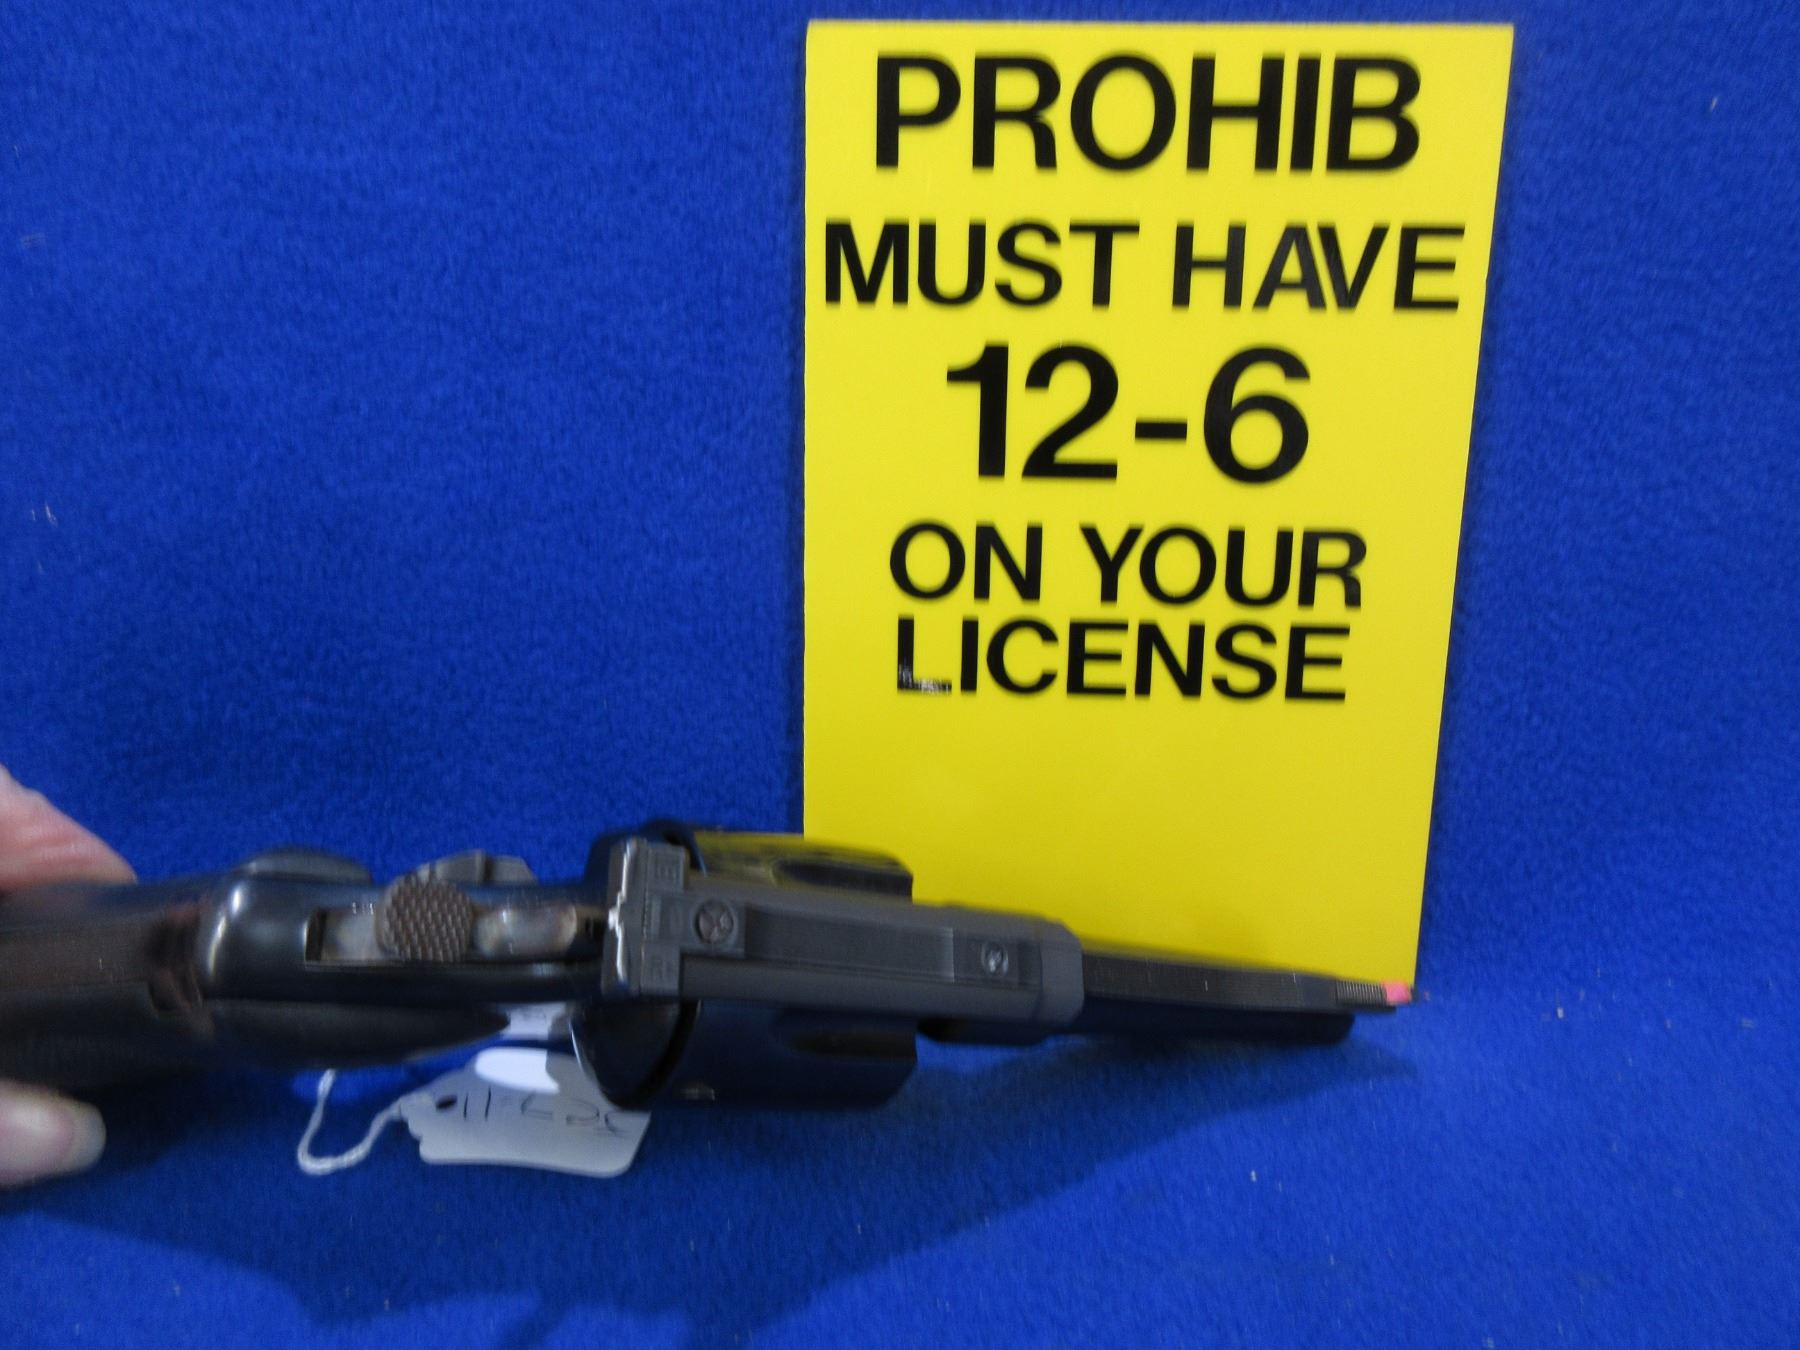 PROHIB
MUST HAVE
12-6
ON YOUR
LICENSE